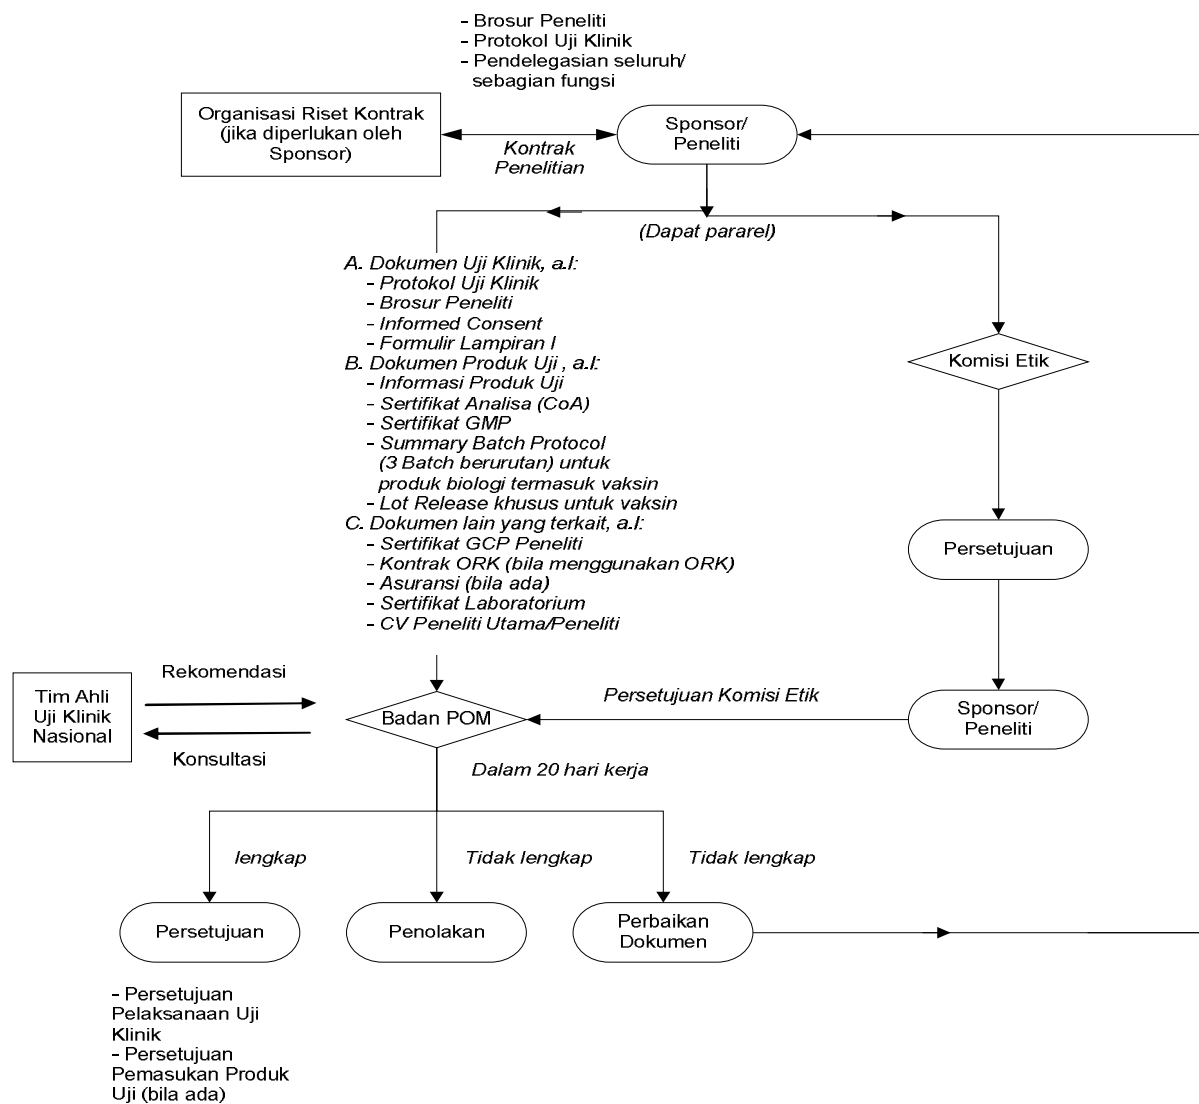 - Brosur Peneliti
- Protokol Uji Klinik
- Pendelegasian seluruh/
sebagian fungsi
Organisasi Riset Kontrak
(jika diperlukan oleh
Sponsor)
Kontrak
Penelitian
Sponsor/
Peneliti
(Dapat pararel)
A. Dokumen Uji Klinik, a.l:
- Protokol Uji Klinik
- Brosur Peneliti
- Informed Consent
- Formulir Lampiran I
B. Dokumen Produk Uji , a.l:
- Informasi Produk Uji
- Sertifikat Analisa (CoA)
- Sertifikat GMP
- Summary Batch Protocol
(3 Batch berurutan) untuk
produk biologi termasuk vaksin
- Lot Release khusus untuk vaksin
C. Dokumen lain yang terkait, a.l:
- Sertifikat GCP Peneliti
- Kontrak ORK (bila menggunakan ORK)
- Asuransi (bila ada)
- Sertifikat Laboratorium
- CV Peneliti Utama/Peneliti
Komisi Etik
Persetujuan
Sponsor/
Peneliti
Persetujuan Komisi Etik
Tim Ahli
Uji Klinik
Nasional
Rekomendasi
Konsultasi
Badan POM
Dalam 20 hari kerja
lengkap
Tidak lengkap
Tidak lengkap
Persetujuan
Penolakan
Perbaikan
Dokumen
- Persetujuan
Pelaksanaan Uji
Klinik
- Persetujuan
Pemasukan Produk
Uji (bila ada)